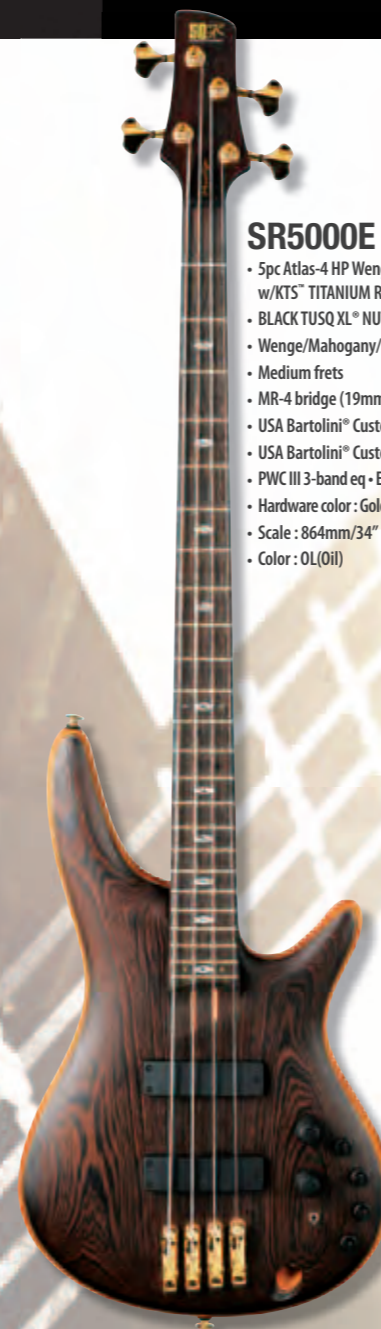 SR5000E
• 5pc Atlas-4 HP Wen
w/KTS™ TITANIUM R
• BLACK TUSQ XL® NU
• Wenge/Mahogany/
• Medium frets
• MR-4 bridge (19mm
• USA Bartolini® Cust
• USA Bartolini® Cust
• PWC III 3-band eq • E
• Hardware color : Gol
• Scale : 864mm/34"
• Color : OL(Oil)